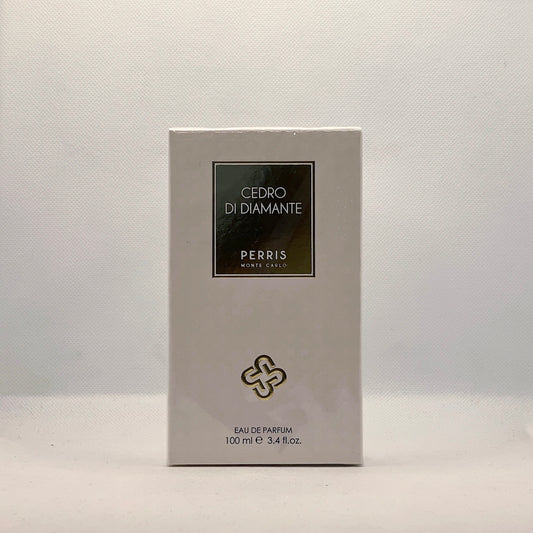 CEDRO
DI DIAMANTE
PERRIS
MONTE CARLO
EAU DE PARFUM
100 ml ℮ 3.4 fl.oz.